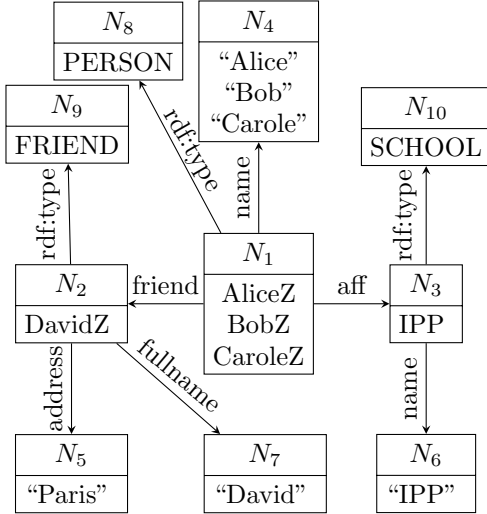 N8
PERSON
N4
“Alice”
“Bob”
“Carole”
N9
FRIEND
N10
SCHOOL
rdf:type
rdf:type
name
rdf:type
N1
AliceZ
BobZ
CaroleZ
N2
DavidZ
friend
aff
N3
IPP
address
fullname
name
N5
“Paris”
N7
“David”
N6
“IPP”